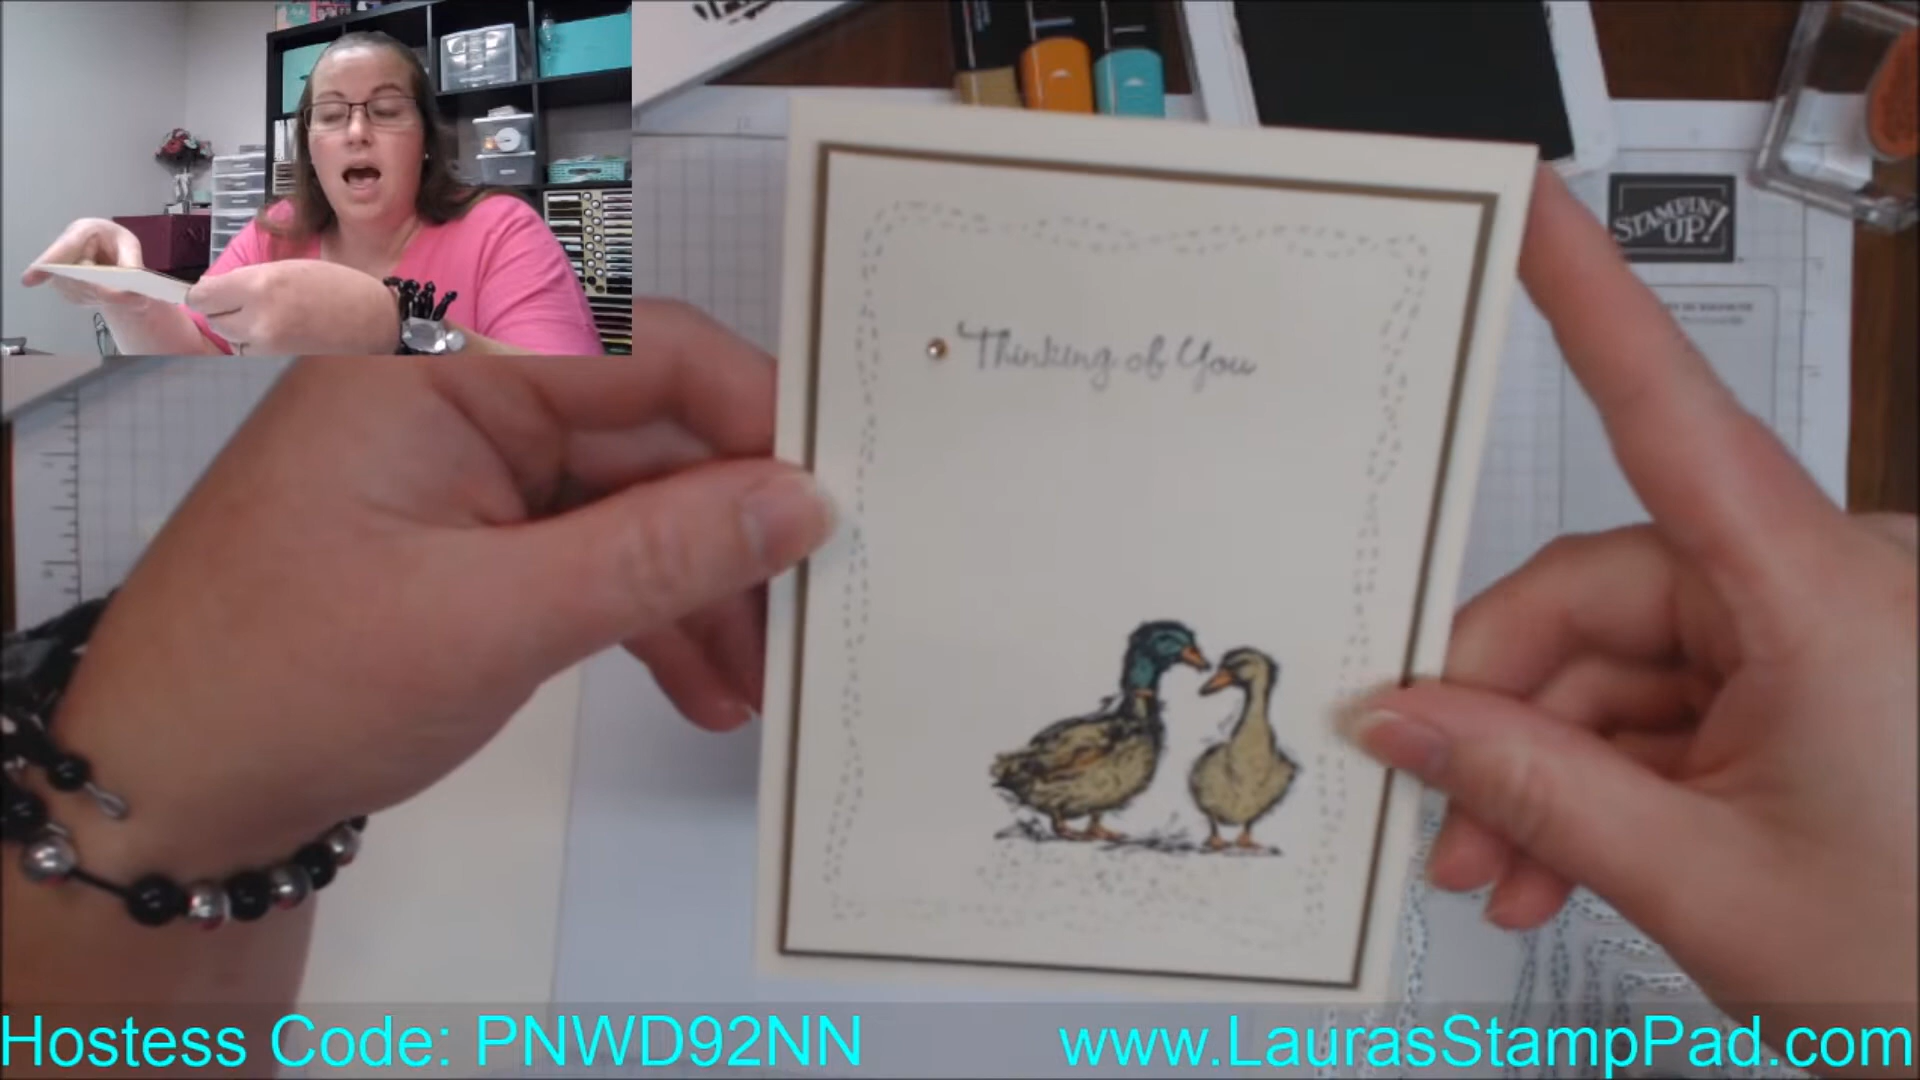 Thinking of You
STAMPIN' UP!
Hostess Code: PNWD92NN
www.LaurasStampPad.com